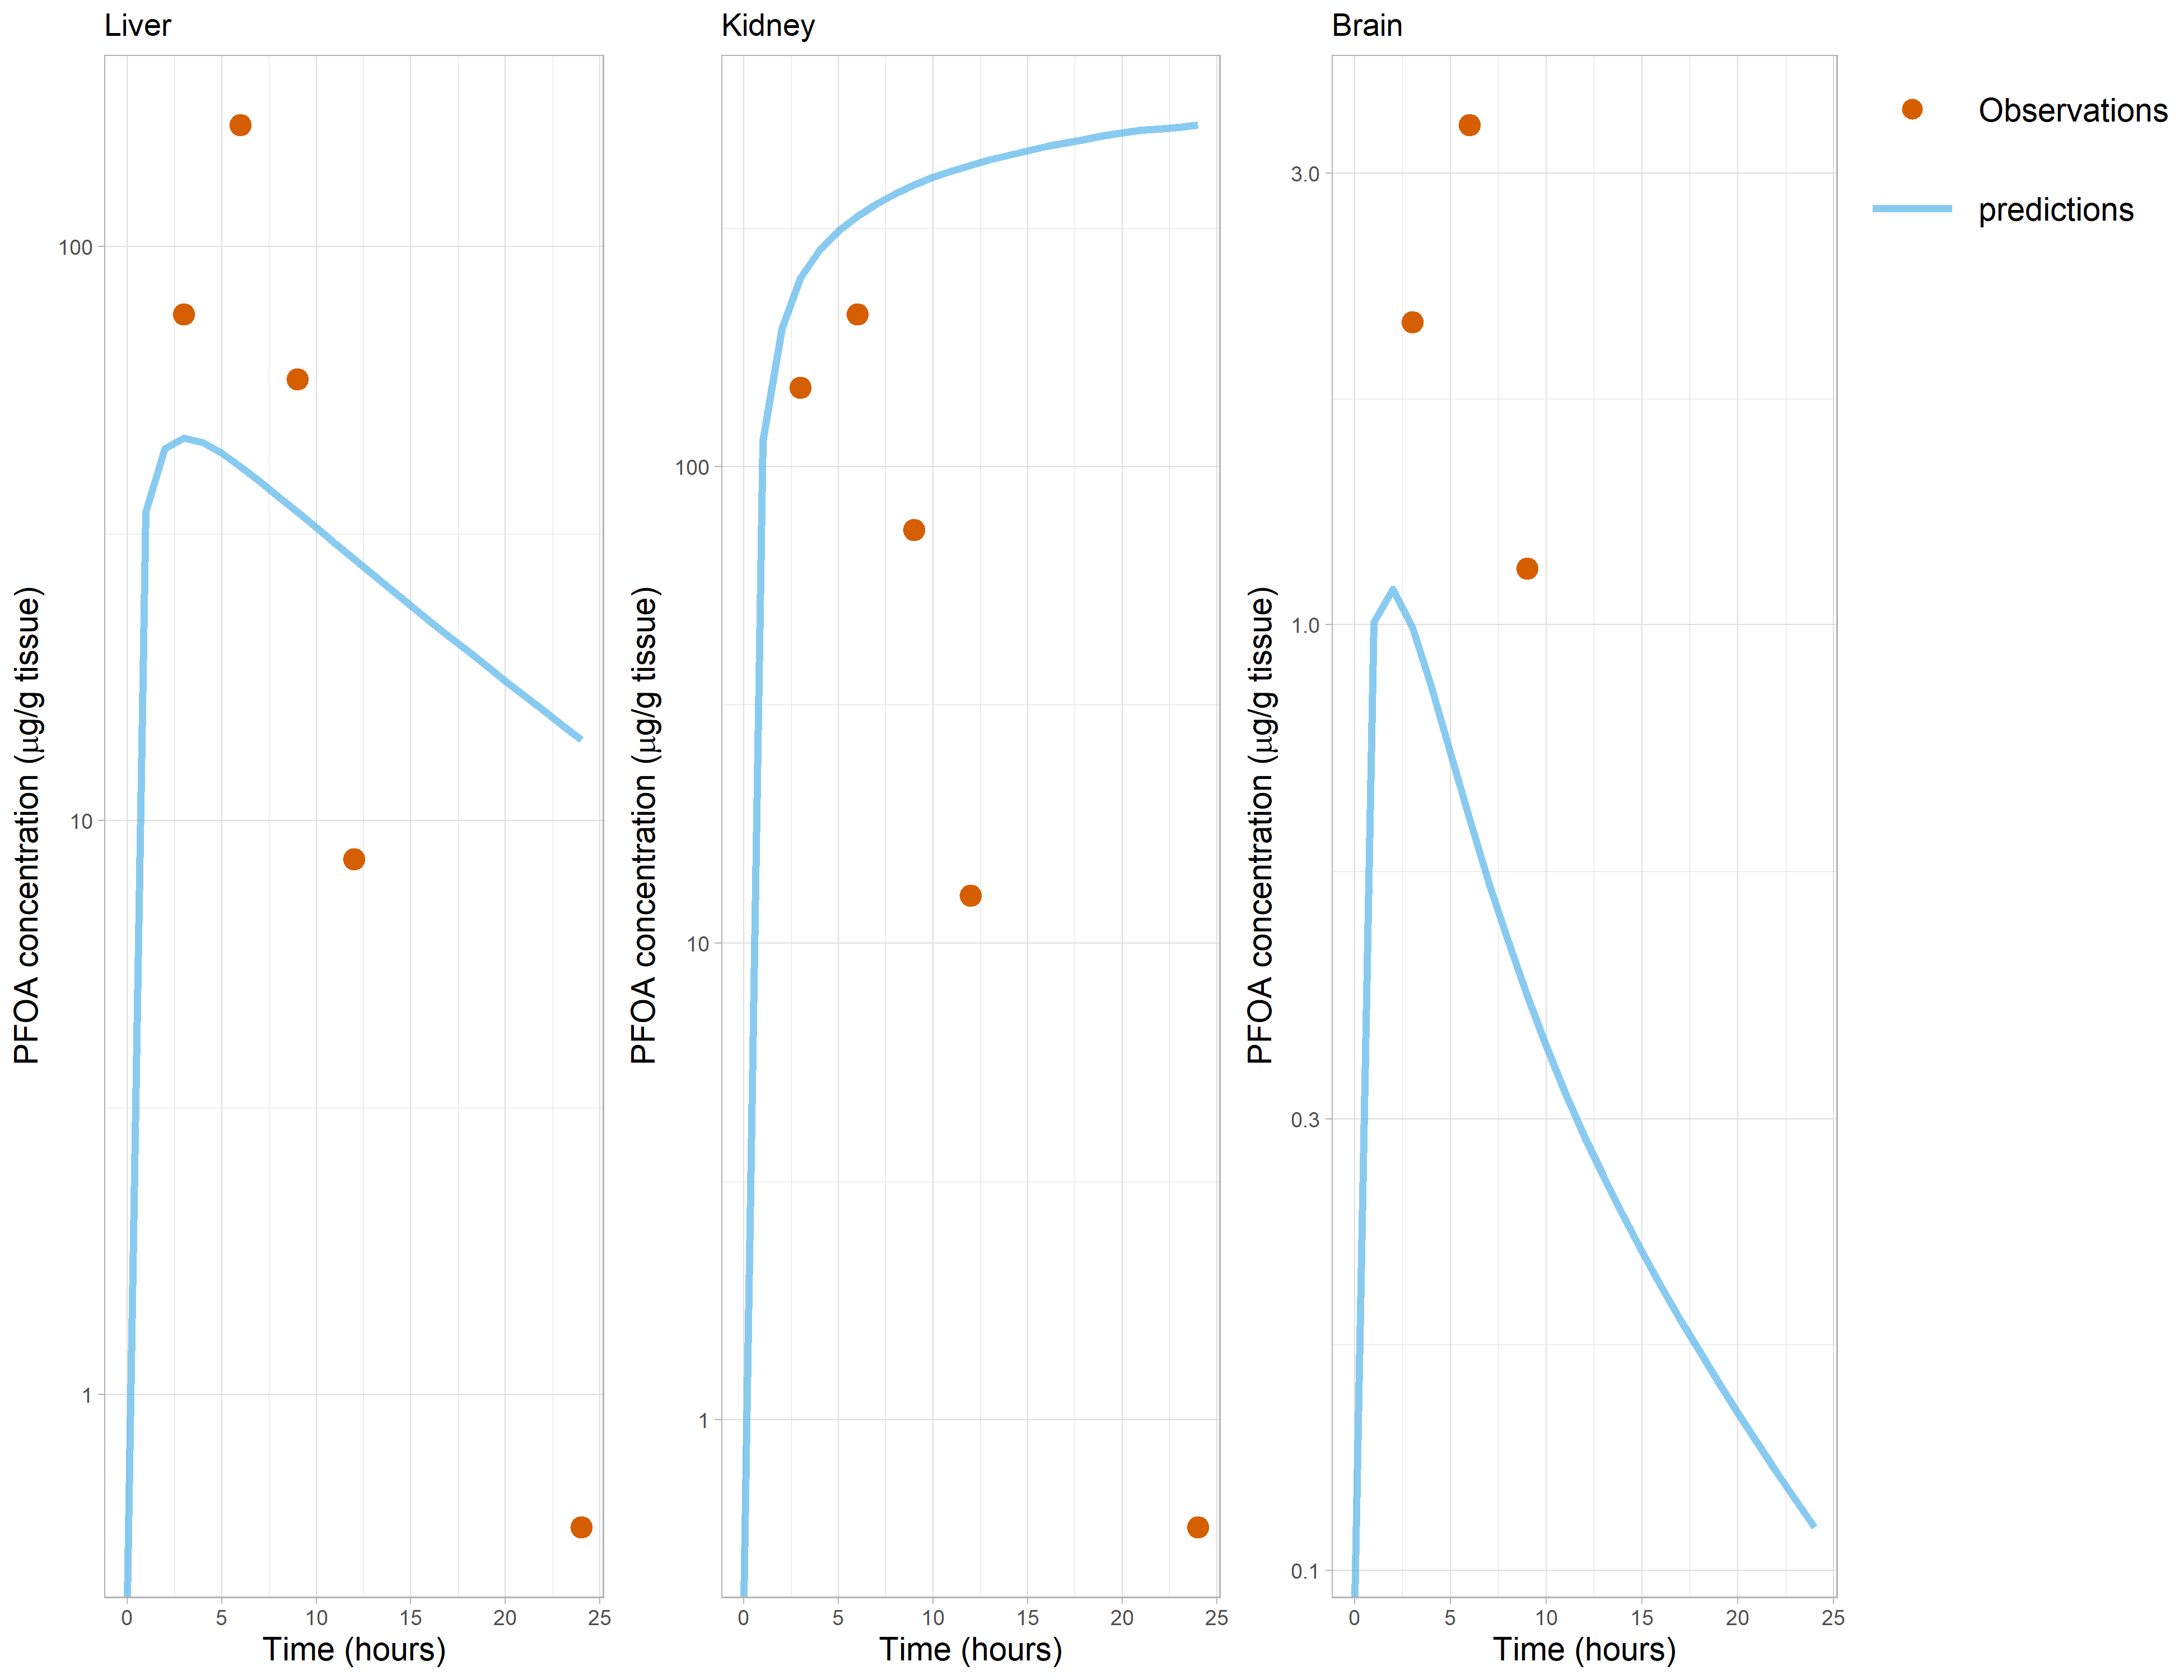 Liver
PFOA concentration (μg/g tissue)
100
10
1
0 5 10 15 20 25
Time (hours)
Kidney
PFOA concentration (μg/g tissue)
100
10
1
0 5 10 15 20 25
Time (hours)
Brain
PFOA concentration (μg/g tissue)
3.0
1.0
0.3
0.1
0 5 10 15 20 25
Time (hours)
Observations
predictions